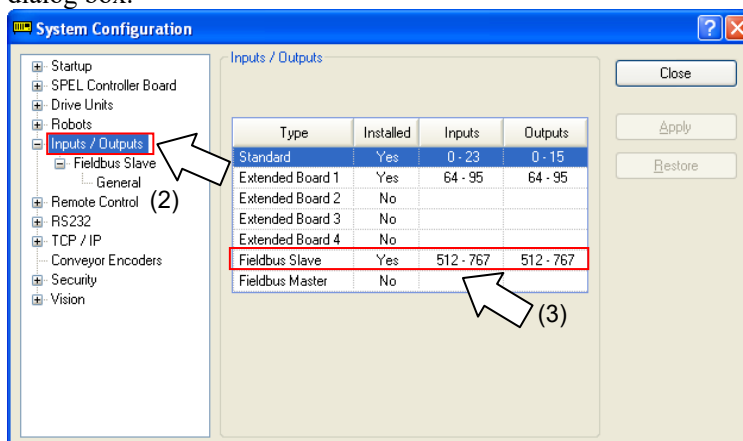 dialog box.
System Configuration
Startup
SPEL Controller Board
Drive Units
Robots
Inputs / Outputs
Fieldbus Slave
General
Remote Control
RS232
TCP / IP
Conveyor Encoders
Security
Vision
(2)
Inputs / Outputs
Type Installed Inputs Outputs
Standard Yes 0 - 23 0 - 15
Extended Board 1 Yes 64 - 95 64 - 95
Extended Board 2 No
Extended Board 3 No
Extended Board 4 No
Fieldbus Slave Yes 512 - 767 512 - 767
Fieldbus Master No
(3)
Close
Apply
Restore